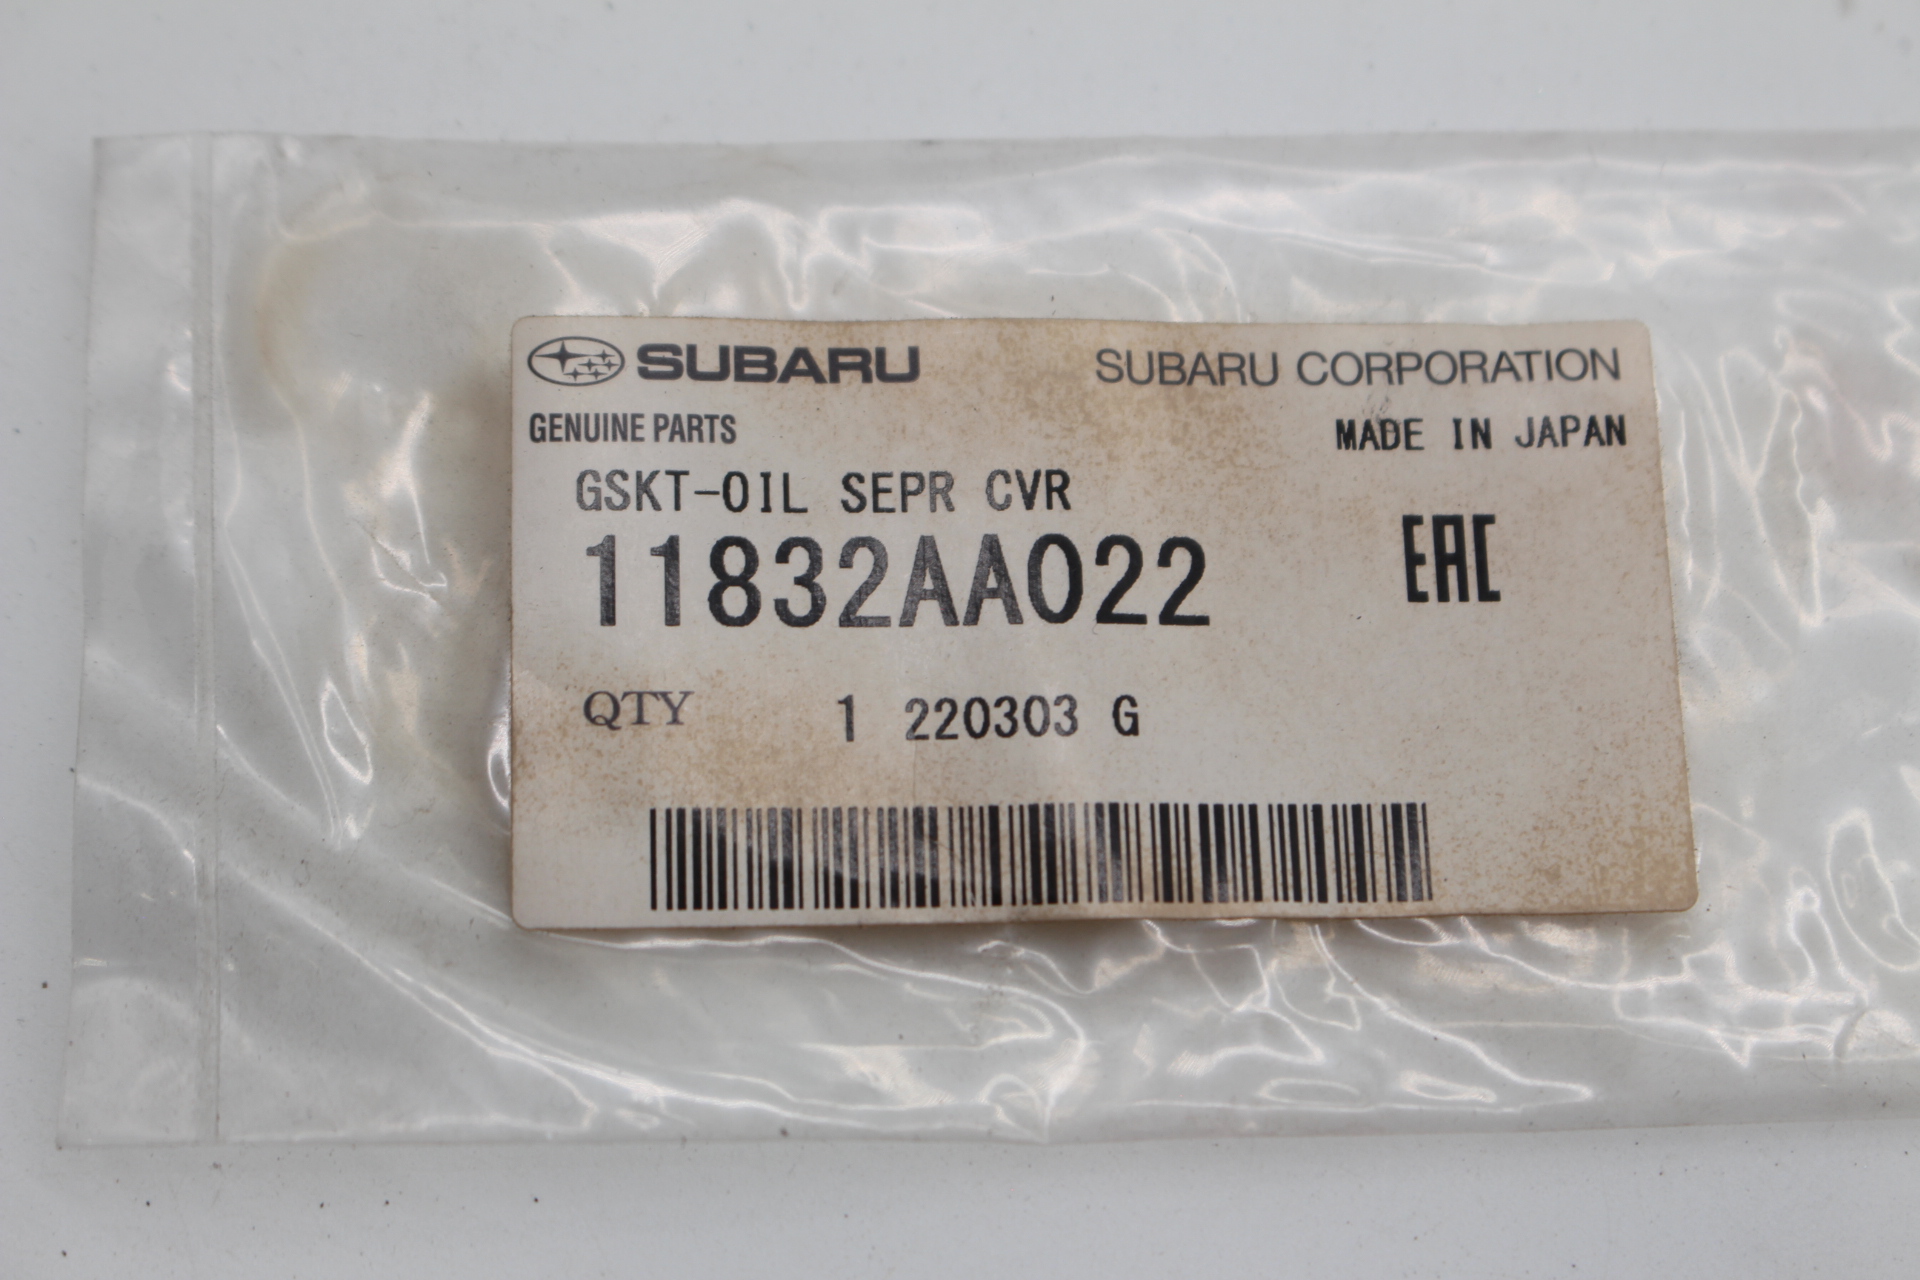 SUBARU SUBARU CORPORATION
GENUINE PARTS MADE IN JAPAN
GSKT-OIL SEPR CVR
11832AA022 EAC
QTY 1 220303 G